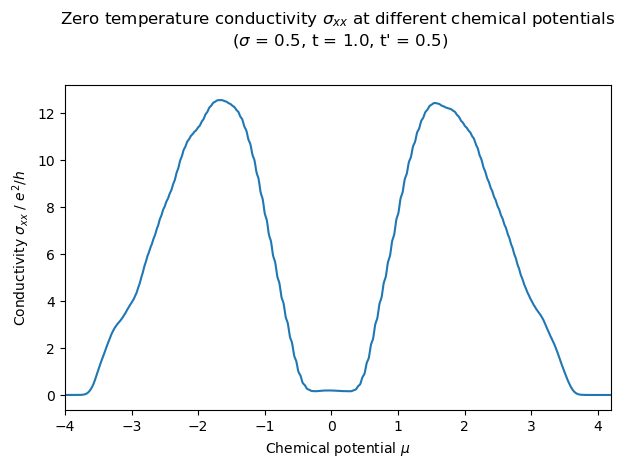 Zero temperature conductivity σxx at different chemical potentials
(σ = 0.5, t = 1.0, t' = 0.5)
12
10
8
6
4
2
0
Conductivity σxx / e²/h
−4 −3 −2 −1 0 1 2 3 4
Chemical potential μ